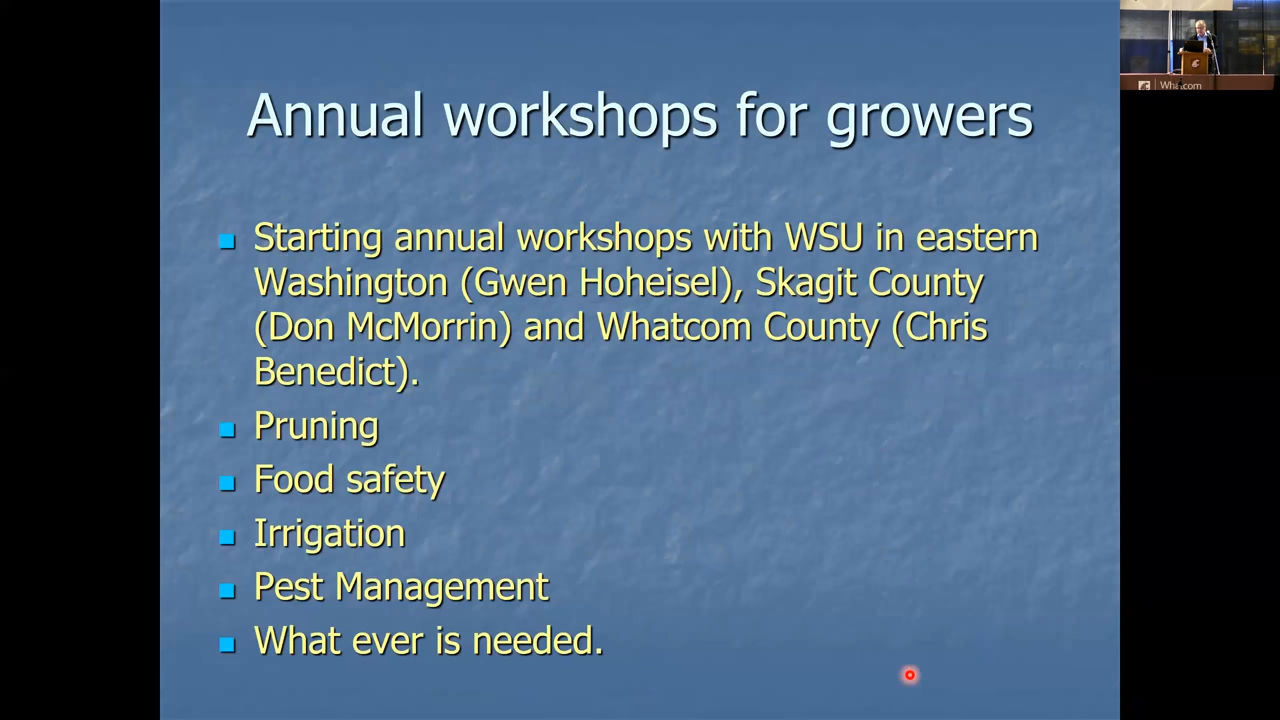 Annual workshops for growers
Starting annual workshops with WSU in eastern
Washington (Gwen Hoheisel), Skagit County
(Don McMorrin) and Whatcom County (Chris
Benedict).
Pruning
Food safety
Irrigation
Pest Management
What ever is needed.
Whatcom